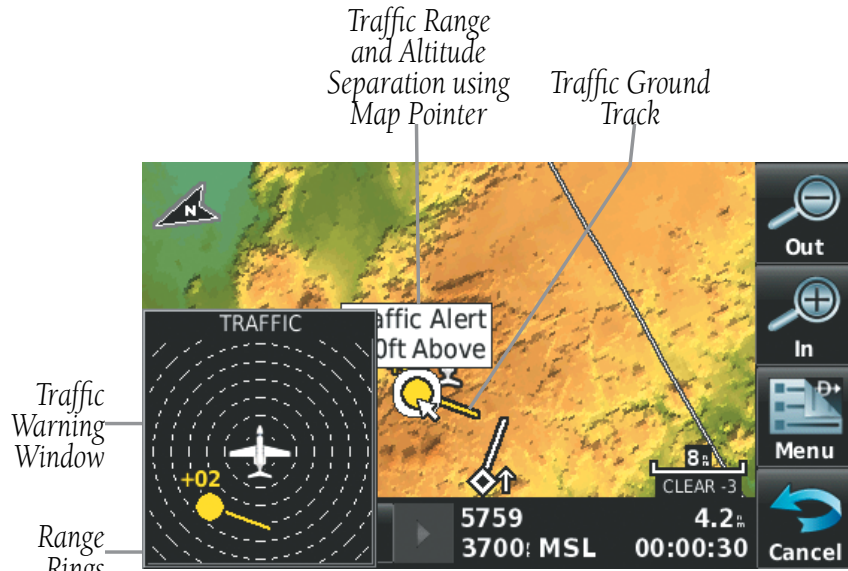 Traffic Range
and Altitude
Separation using
Map Pointer
Traffic Ground
Track
N
Out
TRAFFIC
affic Alert
0ft Above
In
Traffic
Warning
Window
+02
8
CLEAR -3
Menu
5759
4.2
3700 MSL
00:00:30
Cancel
Range
Rings